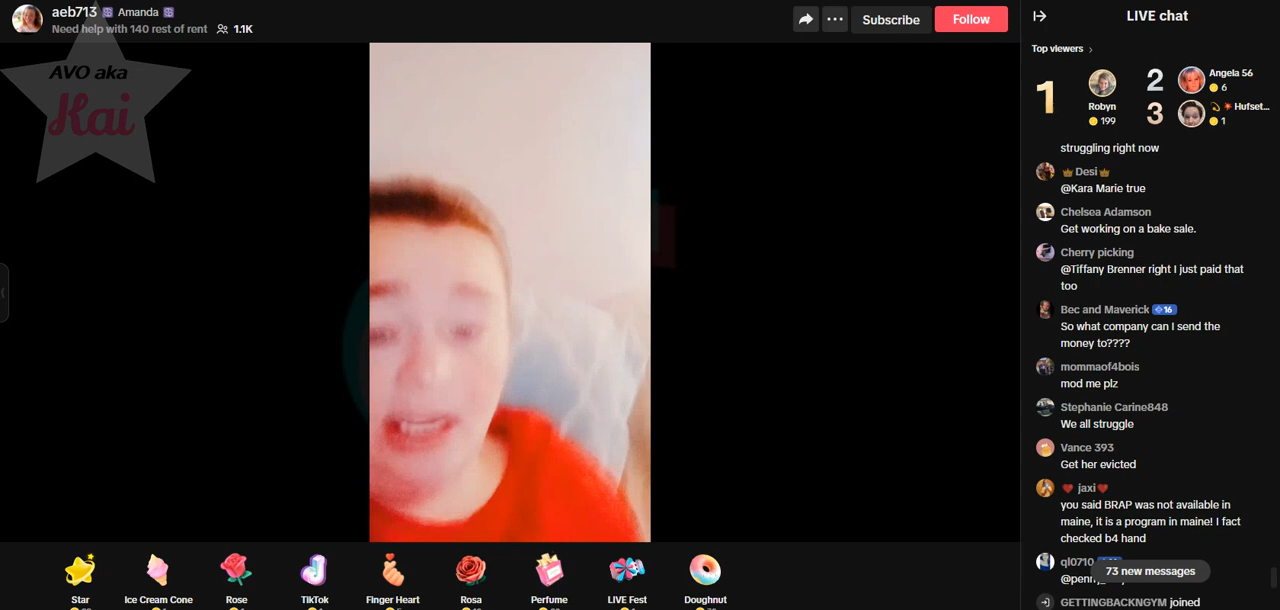 aeb713 Amanda
Need help with 140 rest of rent 1.1K
Subscribe
Follow
AVO aka
Kai
LIVE chat
Top viewers
1
Robyn
199
2
Angela 56
6
3
Hufset...
1
struggling right now
Desi
@Kara Marie true
Chelsea Adamson
Get working on a bake sale.
Cherry picking
@Tiffany Brenner right I just paid that
too
Bec and Maverick 16
So what company can I send the
money to????
mommaof4bois
mod me plz
Stephanie Carine848
We all struggle
Vance 393
Get her evicted
jaxi
you said BRAP was not available in
maine, it is a program in maine! I fact
checked b4 hand
ql0710
73 new messages
GETTINGBACKNGYM joined
Star
Ice Cream Cone
Rose
TikTok
Finger Heart
Rosa
Perfume
LIVE Fest
Doughnut